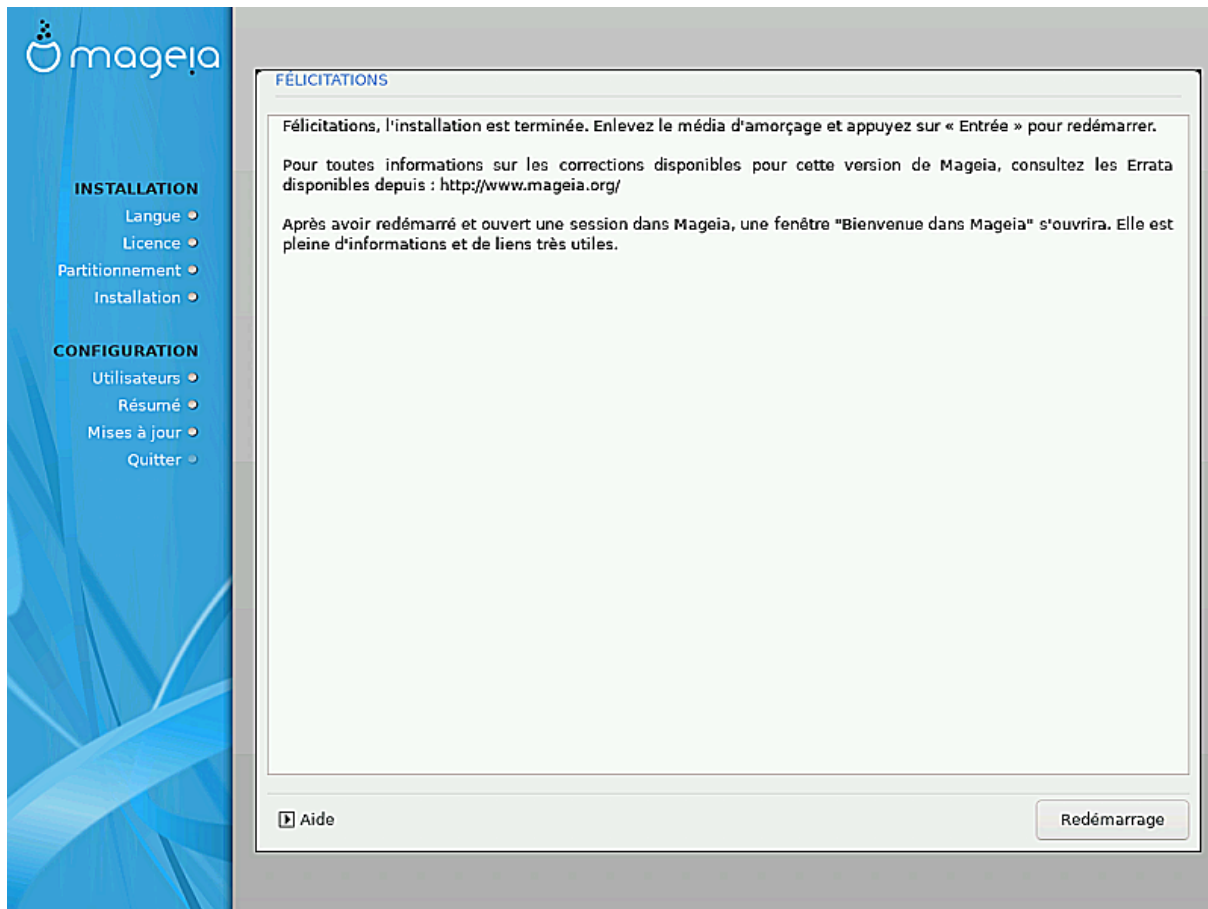 mageia
INSTALLATION
Langue
Licence
Partitionnement
Installation
CONFIGURATION
Utilisateurs
Résumé
Mises à jour
Quitter
FÉLICITATIONS
Félicitations, l'installation est terminée. Enlevez le média d'amorçage et appuyez sur « Entrée » pour redémarrer.
Pour toutes informations sur les corrections disponibles pour cette version de Mageia, consultez les Errata
disponibles depuis : http://www.mageia.org/
Après avoir redémarré et ouvert une session dans Mageia, une fenêtre "Bienvenue dans Mageia" s'ouvrira. Elle est
pleine d'informations et de liens très utiles.
Aide
Redémarrage